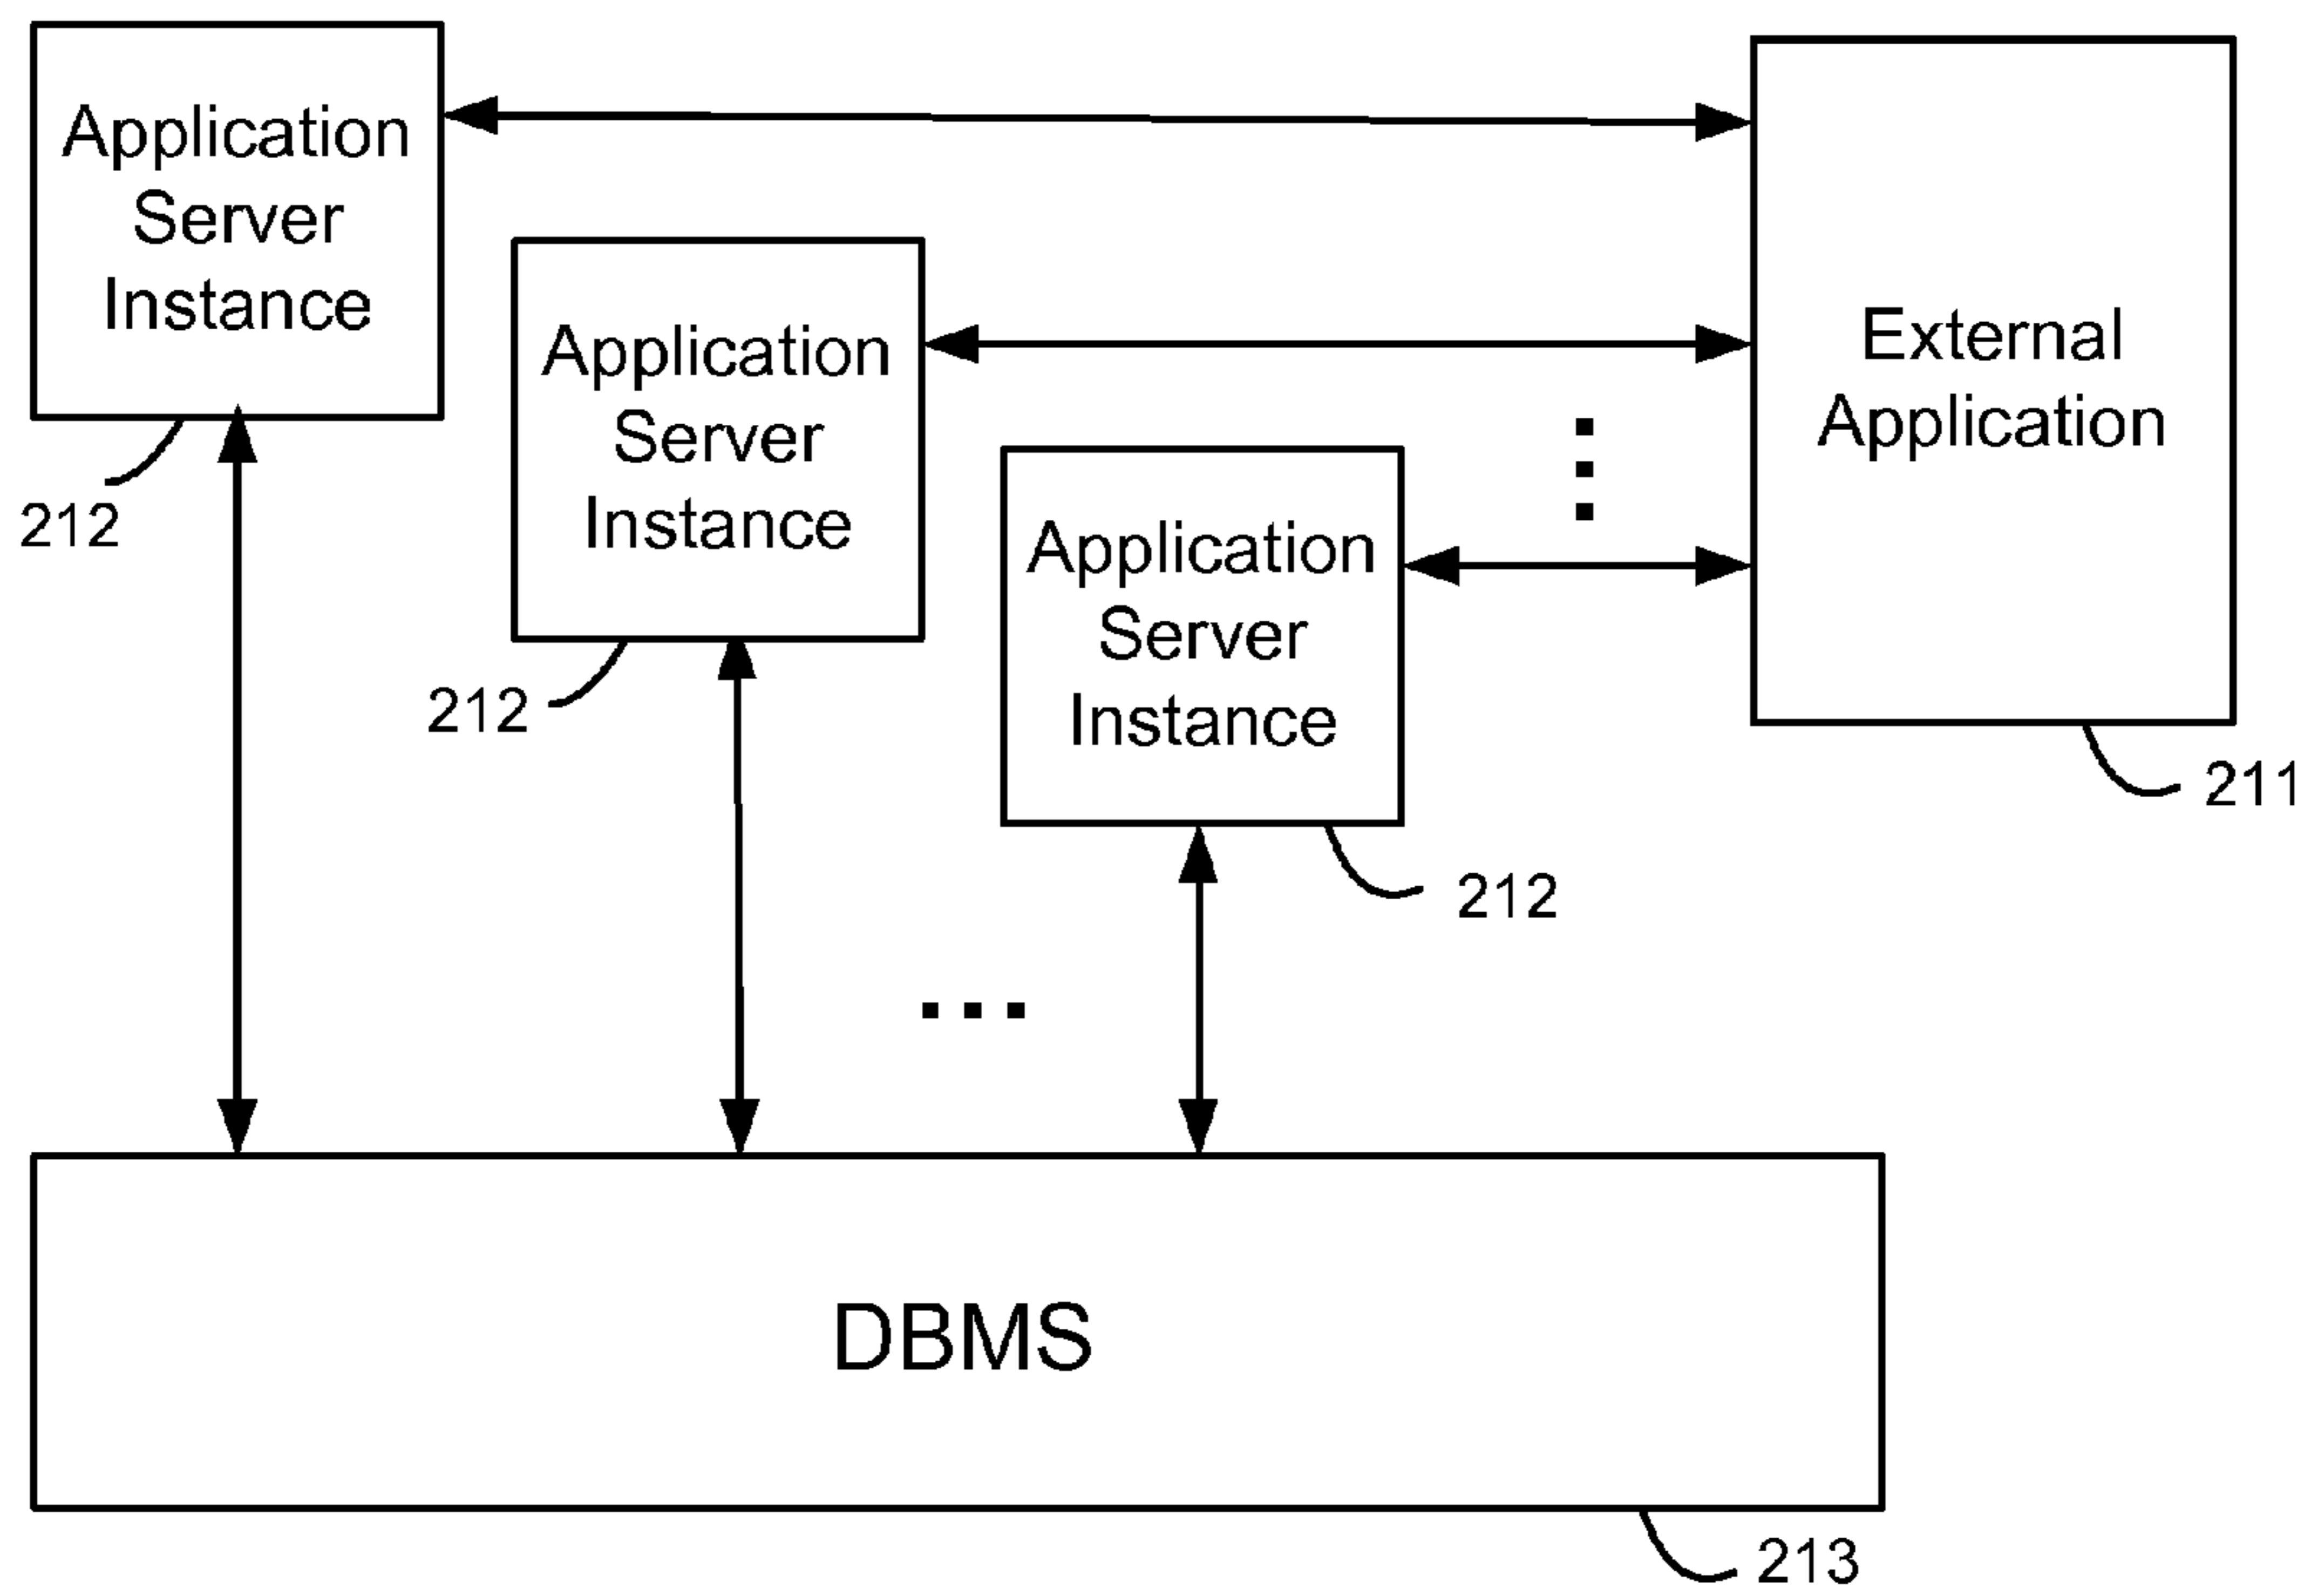 Application
Server
Instance
212
Application
Server
Instance
212
Application
Server
Instance
212
External
Application
211
DBMS
213